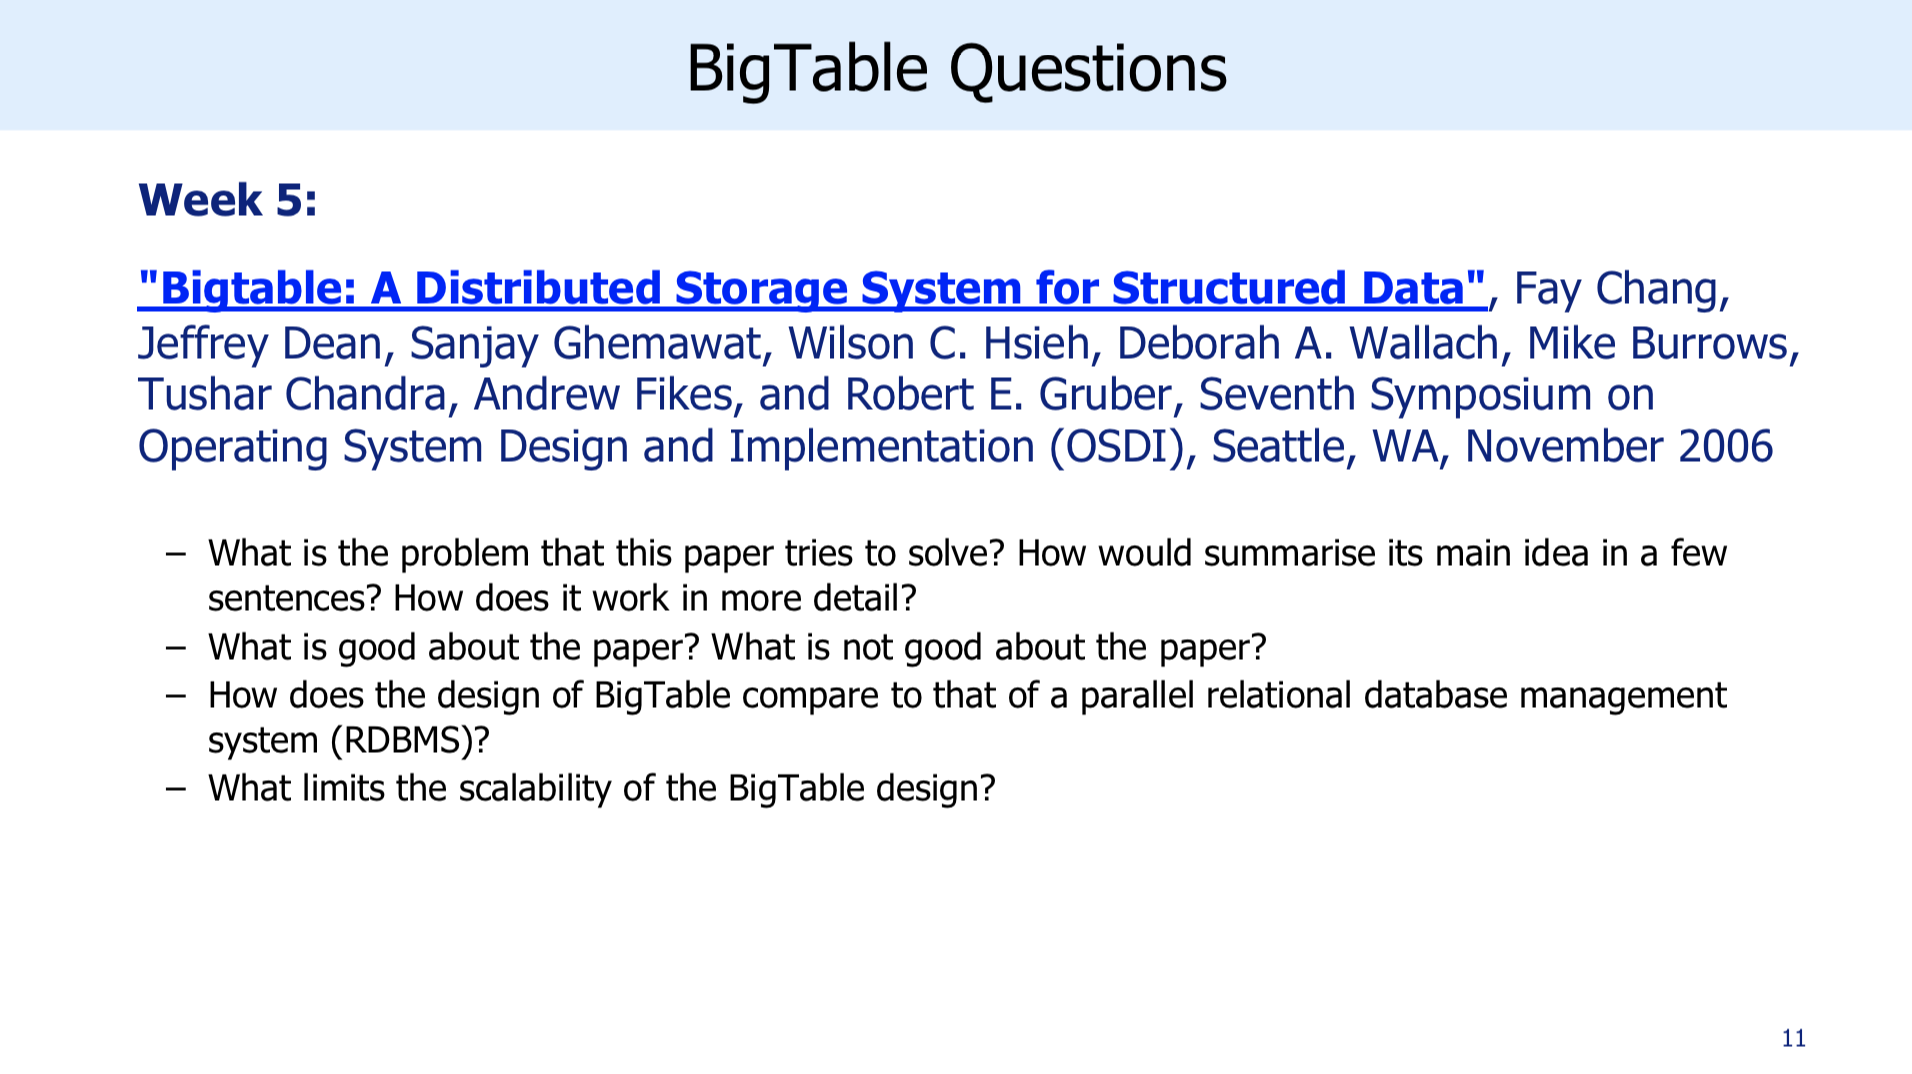 BigTable Questions
Week 5:
"Bigtable: A Distributed Storage System for Structured Data", Fay Chang,
Jeffrey Dean, Sanjay Ghemawat, Wilson C. Hsieh, Deborah A. Wallach, Mike Burrows,
Tushar Chandra, Andrew Fikes, and Robert E. Gruber, Seventh Symposium on
Operating System Design and Implementation (OSDI), Seattle, WA, November 2006
– What is the problem that this paper tries to solve? How would summarise its main idea in a few
sentences? How does it work in more detail?
– What is good about the paper? What is not good about the paper?
– How does the design of BigTable compare to that of a parallel relational database management
system (RDBMS)?
– What limits the scalability of the BigTable design?
11